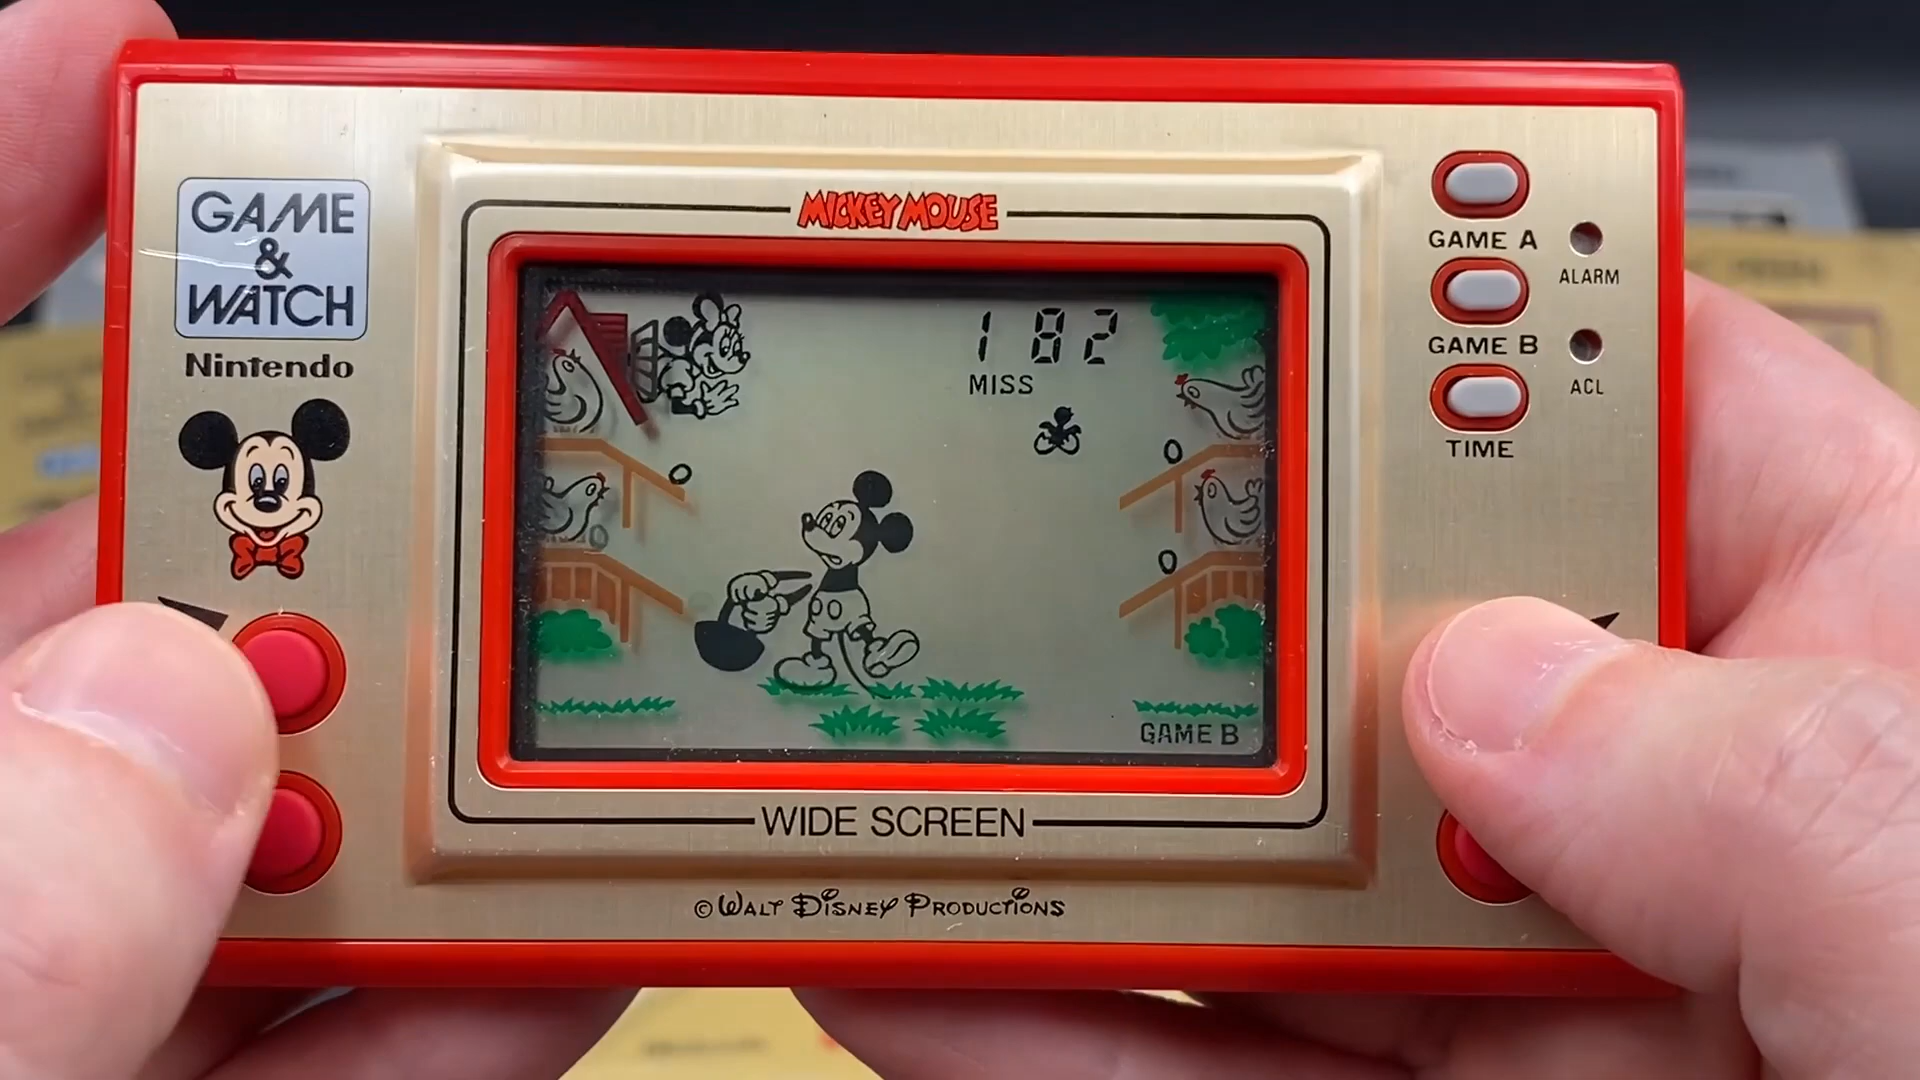 GAME
&
WATCH
Nintendo
MICKEY MOUSE
182
MISS
GAME B
WIDE SCREEN
© WALT DISNEY PRODUCTIONS
GAME A
ALARM
GAME B
ACL
TIME